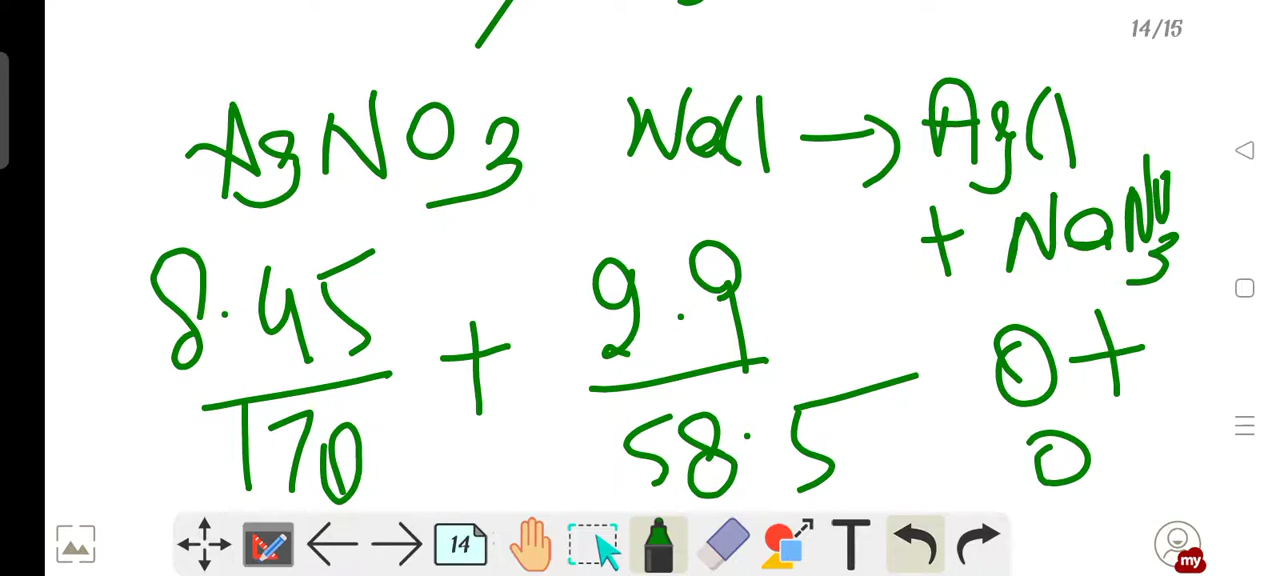 14/15
AgNO3 NaCl → AgCl
+ NaNO3
8.45 + 9.9 0 +
170 58.5 0
14 T
my